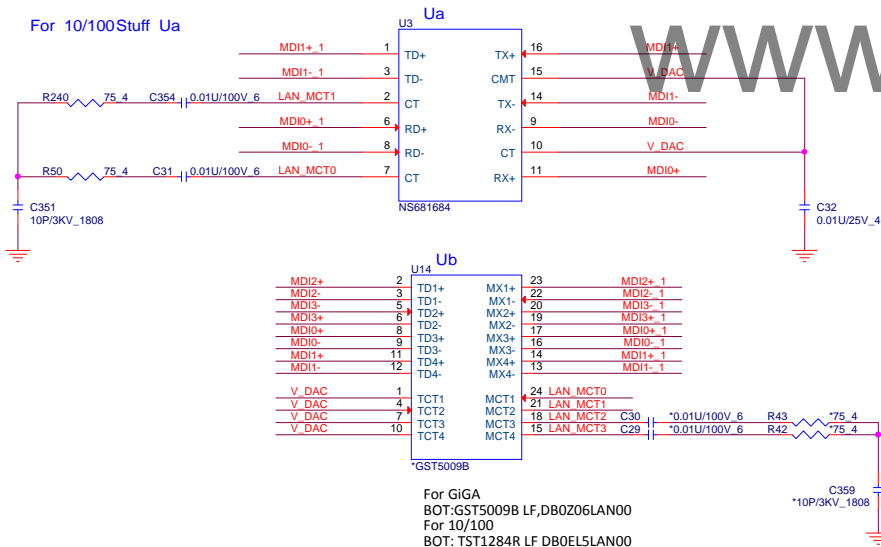 For 10/100Stuff Ua
Ua
WWW
U3
MDI1+_1 1 TD+ TX+ 16 MDI1+
MDI1-_1 3 TD- CMT 15 V_DAC
R240 75_4 C354 0.01U/100V_6 LAN_MCT1 2 CT TX- 14 MDI1-
MDI0+_1 6 RD+ RX- 9 MDI0-
MDI0-_1 8 RD- CT 10 V_DAC
R50 75_4 C31 0.01U/100V_6 LAN_MCT0 7 CT RX+ 11 MDI0+
NS681684
C351
10P/3KV_1808
C32
0.01U/25V_4
Ub
U14
MDI2+ 2 TD1+ MX1+ 23 MDI2+_1
MDI2- 3 TD1- MX1- 22 MDI2-_1
MDI3- 5 TD2+ MX2+ 20 MDI3-_1
MDI3+ 6 TD2- MX2- 19 MDI3+_1
MDI0+ 8 TD3+ MX3+ 17 MDI0+_1
MDI0- 9 TD3- MX3- 16 MDI0-_1
MDI1+ 11 TD4+ MX4+ 14 MDI1+_1
MDI1- 12 TD4- MX4- 13 MDI1-_1
V_DAC 1 TCT1 MCT1 24 LAN_MCT0
V_DAC 4 TCT2 MCT2 21 LAN_MCT1
V_DAC 7 TCT3 MCT3 18 LAN_MCT2 C30 *0.01U/100V_6 R43 *75_4
V_DAC 10 TCT4 MCT4 15 LAN_MCT3 C29 *0.01U/100V_6 R42 *75_4
*GST5009B
C359
*10P/3KV_1808
For GiGA
BOT:GST5009B LF,DB0Z06LAN00
For 10/100
BOT: TST1284R LF DB0EL5LAN00